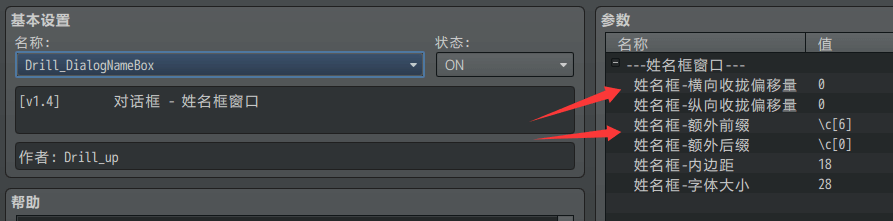 基本设置
名称:
状态:
Drill_DialogNameBox
ON
[v1.4] 对话框 - 姓名框窗口
作者: Drill_up
帮助
参数
名称 值
---姓名框窗口---
姓名框-横向收拢偏移量 0
姓名框-纵向收拢偏移量 0
姓名框-额外前缀 \c[6]
姓名框-额外后缀 \c[0]
姓名框-内边距 18
姓名框-字体大小 28